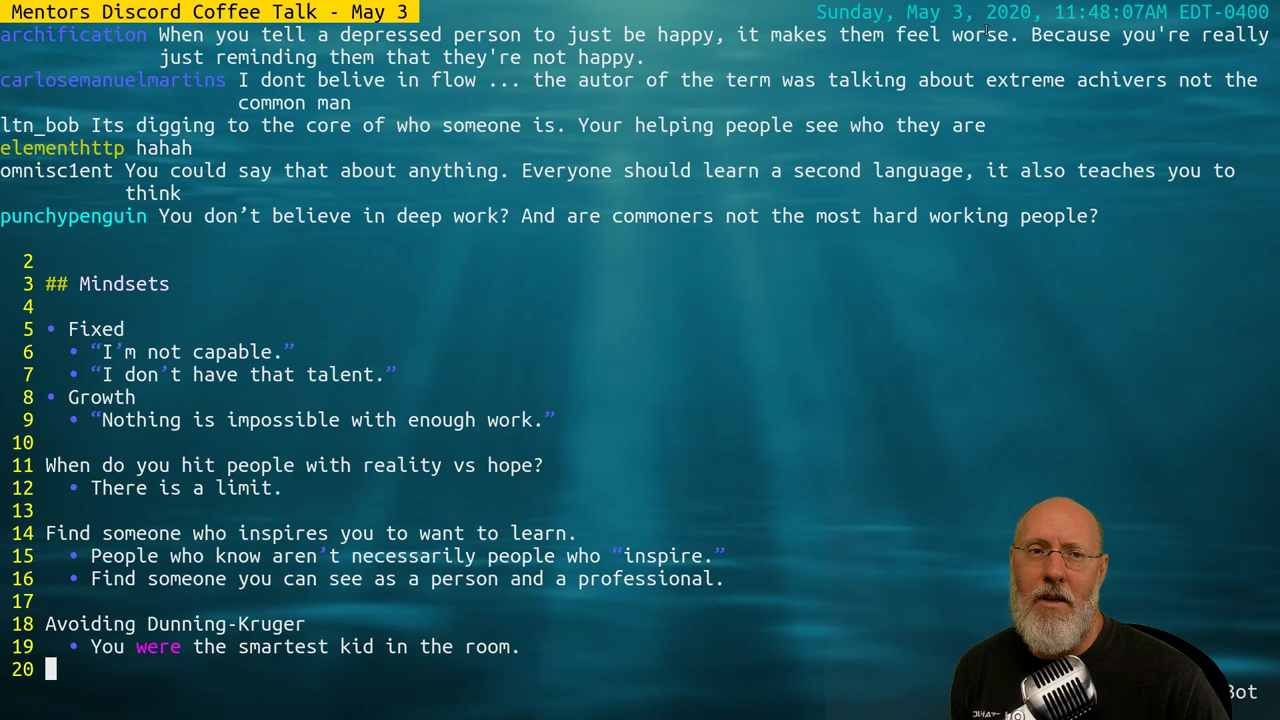 Mentors Discord Coffee Talk - May 3
Sunday, May 3, 2020, 11:48:07AM EDT-0400
archification When you tell a depressed person to just be happy, it makes them feel worse. Because you're really
just reminding them that they're not happy.
carlosemanuelmartins I dont belive in flow ... the autor of the term was talking about extreme achivers not the
common man
ltn_bob Its digging to the core of who someone is. Your helping people see who they are
elementhttp hahah
omnisc1ent You could say that about anything. Everyone should learn a second language, it also teaches you to
think
punchypenguin You don’t believe in deep work? And are commoners not the most hard working people?
2
3 ## Mindsets
4
5 • Fixed
6 • “I’m not capable.”
7 • “I don’t have that talent.”
8 • Growth
9 • “Nothing is impossible with enough work.”
10
11 When do you hit people with reality vs hope?
12 • There is a limit.
13
14 Find someone who inspires you to want to learn.
15 • People who know aren’t necessarily people who “inspire.”
16 • Find someone you can see as a person and a professional.
17
18 Avoiding Dunning-Kruger
19 • You were the smartest kid in the room.
20